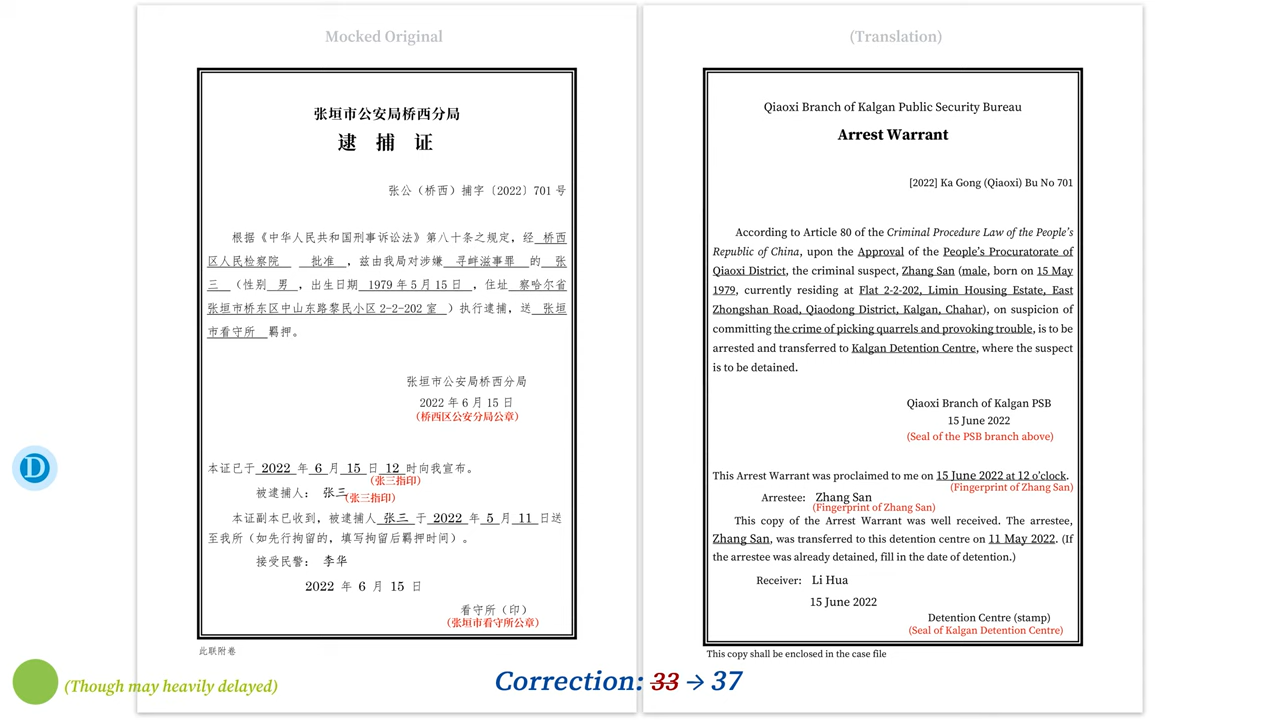 Mocked Original
张垣市公安局桥西分局
逮 捕 证
张公（桥西）捕字〔2022〕701 号
根据《中华人民共和国刑事诉讼法》第八十条之规定，经 桥西
区人民检察院 批准 ，兹由我局对涉嫌 寻衅滋事罪 的 张
三 （性别 男 ，出生日期 1979 年 5 月 15 日 ，住址 察哈尔省
张垣市桥东区中山东路黎民小区 2-2-202 室 ）执行逮捕，送 张垣
市看守所 羁押。
张垣市公安局桥西分局
2022 年 6 月 15 日
（桥西区公安分局公章）
本证已于 2022 年 6 月 15 日 12 时向我宣布。
（张三指印）
被逮捕人： 张三
（张三指印）
本证副本已收到，被逮捕人 张三 于 2022 年 5 月 11 日送
至我所（如先行拘留的，填写拘留后羁押时间）。
接受民警： 李华
2022 年 6 月 15 日
看守所（印）
（张垣市看守所公章）
此联附卷
(Translation)
Qiaoxi Branch of Kalgan Public Security Bureau
Arrest Warrant
[2022] Ka Gong (Qiaoxi) Bu No 701
According to Article 80 of the Criminal Procedure Law of the People's
Republic of China, upon the Approval of the People's Procuratorate of
Qiaoxi District, the criminal suspect, Zhang San (male, born on 15 May
1979, currently residing at Flat 2-2-202, Limin Housing Estate, East
Zhongshan Road, Qiaodong District, Kalgan, Chahar), on suspicion of
committing the crime of picking quarrels and provoking trouble, is to be
arrested and transferred to Kalgan Detention Centre, where the suspect
is to be detained.
Qiaoxi Branch of Kalgan PSB
15 June 2022
(Seal of the PSB branch above)
This Arrest Warrant was proclaimed to me on 15 June 2022 at 12 o'clock.
(Fingerprint of Zhang San)
Arrestee: Zhang San
(Fingerprint of Zhang San)
This copy of the Arrest Warrant was well received. The arrestee,
Zhang San, was transferred to this detention centre on 11 May 2022. (If
the arrestee was already detained, fill in the date of detention.)
Receiver: Li Hua
15 June 2022
Detention Centre (stamp)
(Seal of Kalgan Detention Centre)
This copy shall be enclosed in the case file
D
(Though may heavily delayed)
Correction: 33 → 37